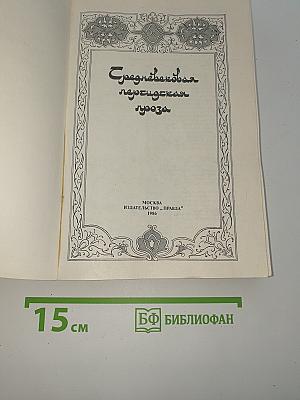 Средневековая
персидская
проза
МОСКВА
ИЗДАТЕЛЬСТВО „ПРАВДА"
1986
15 см
БФ БИБЛИОФАН